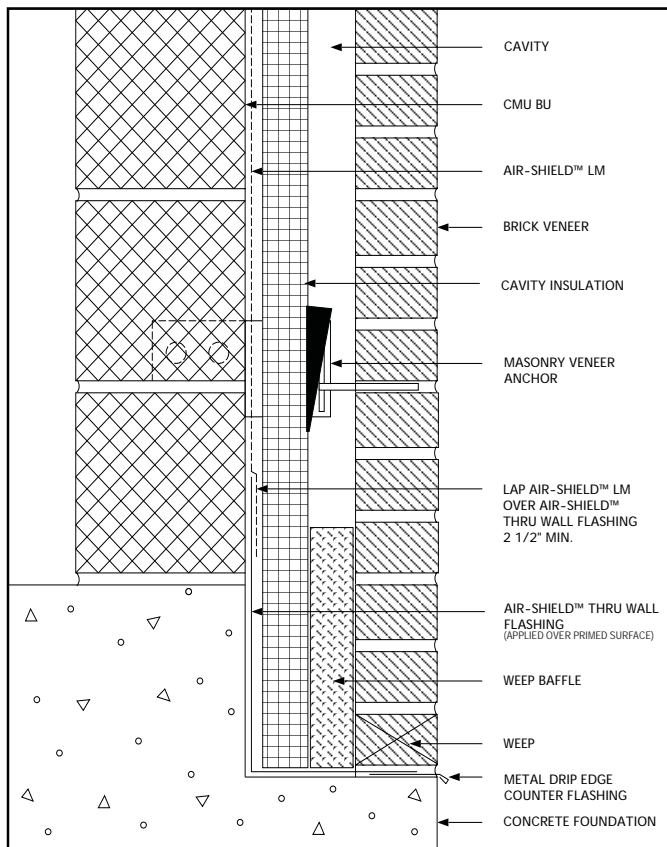 CAVITY
CMU BU
AIR-SHIELD™ LM
BRICK VENEER
CAVITY INSULATION
MASONRY VENEER
ANCHOR
LAP AIR-SHIELD™ LM
OVER AIR-SHIELD™
THRU WALL FLASHING
2 1/2" MIN.
AIR-SHIELD™ THRU WALL
FLASHING
(APPLIED OVER PRIMED SURFACE)
WEEP BAFFLE
WEEP
METAL DRIP EDGE
COUNTER FLASHING
CONCRETE FOUNDATION